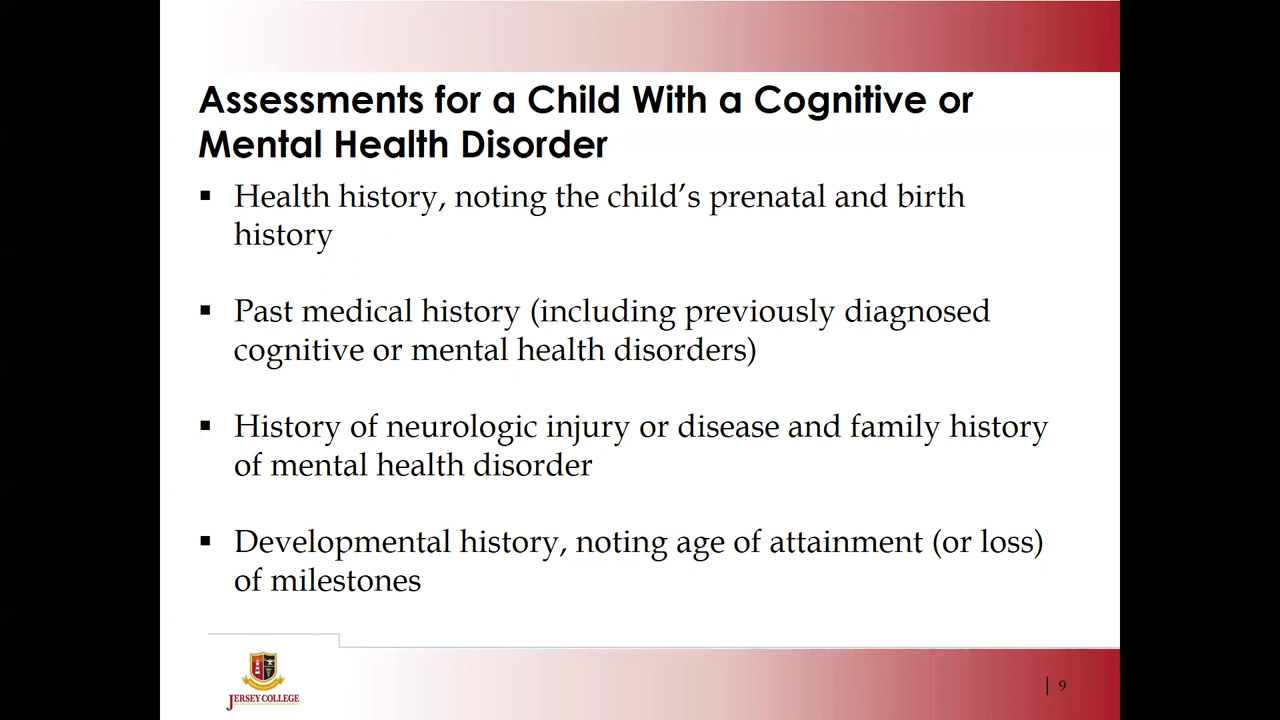 Assessments for a Child With a Cognitive or
Mental Health Disorder
▪ Health history, noting the child’s prenatal and birth
history
▪ Past medical history (including previously diagnosed
cognitive or mental health disorders)
▪ History of neurologic injury or disease and family history
of mental health disorder
▪ Developmental history, noting age of attainment (or loss)
of milestones
JERSEY COLLEGE
| 9